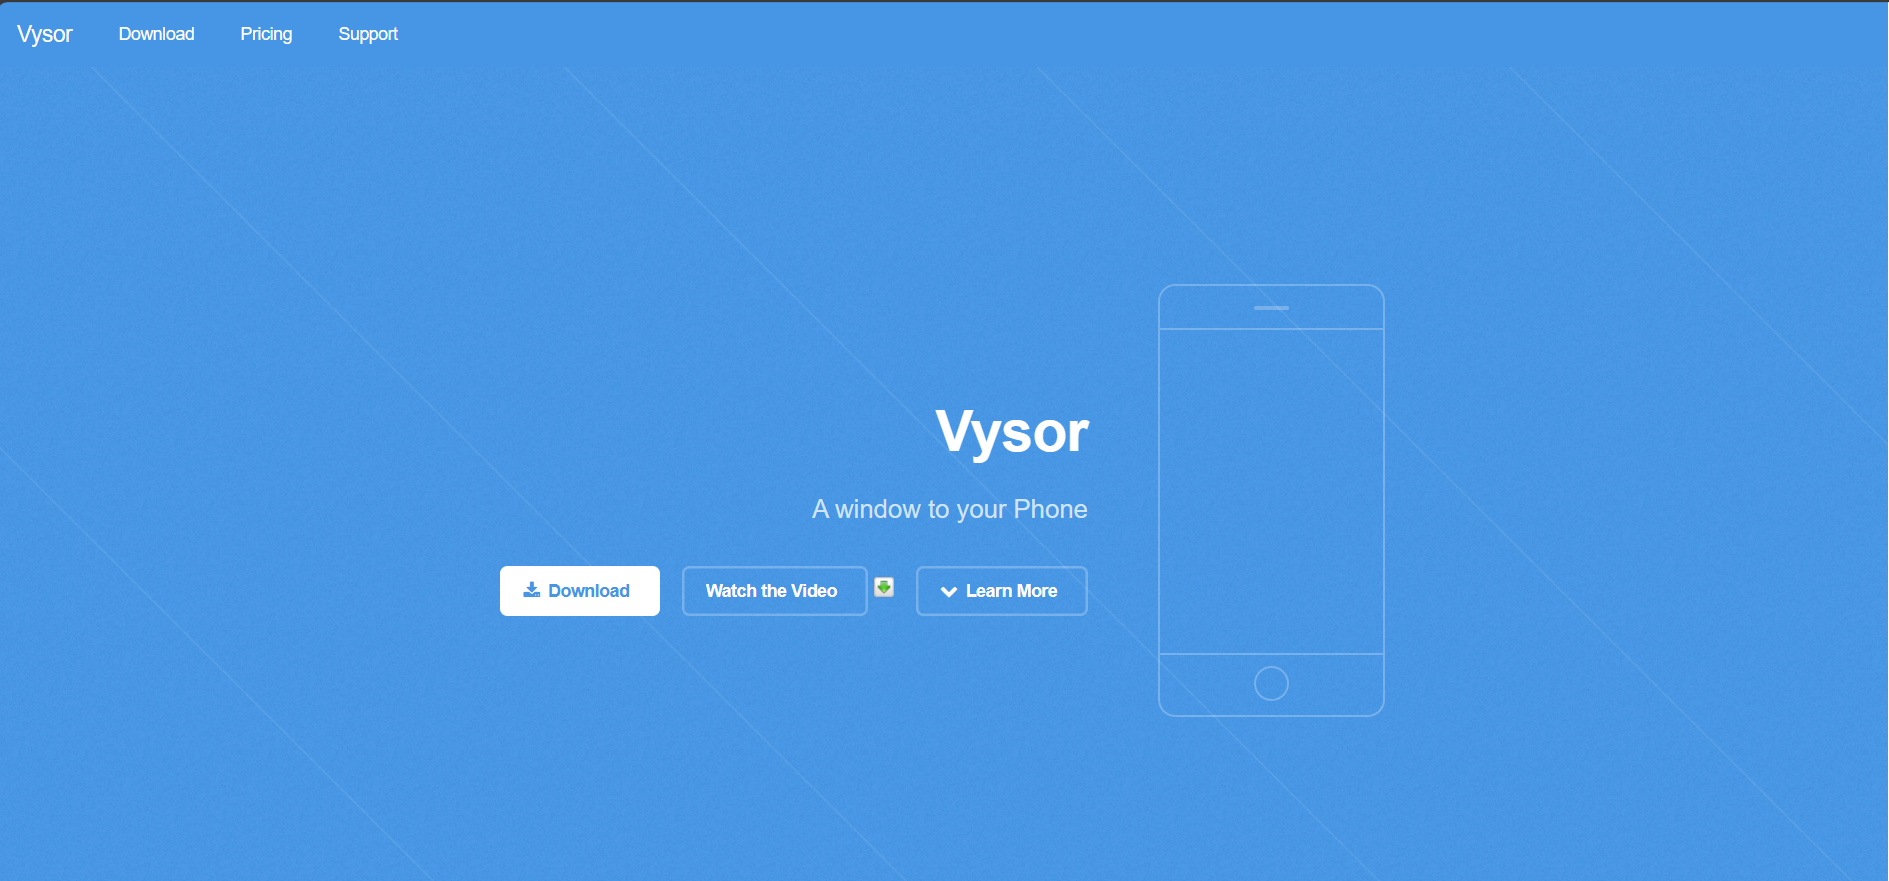 Vysor Download Pricing Support
Vysor
A window to your Phone
Download Watch the Video Learn More